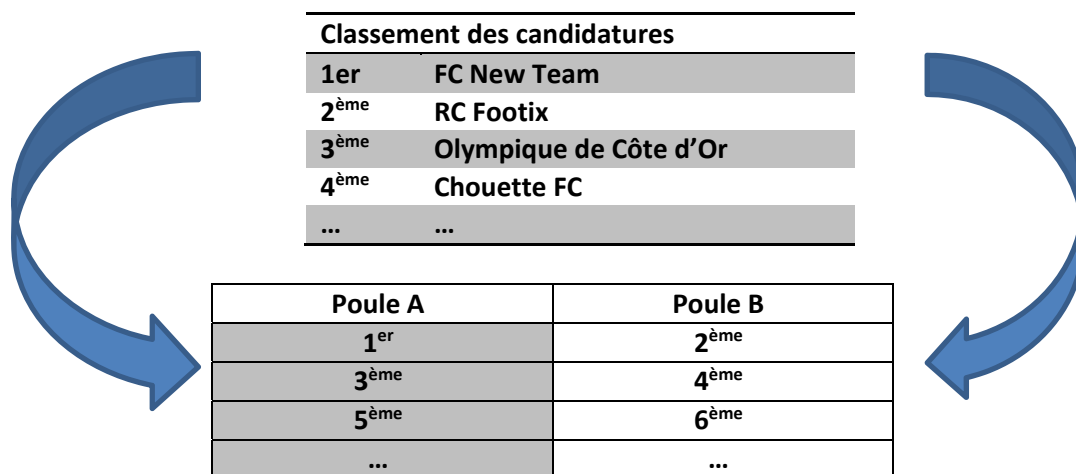 Classement des candidatures
1er FC New Team
2ème RC Footix
3ème Olympique de Côte d’Or
4ème Chouette FC
… …
Poule A Poule B
1er 2ème
3ème 4ème
5ème 6ème
… …